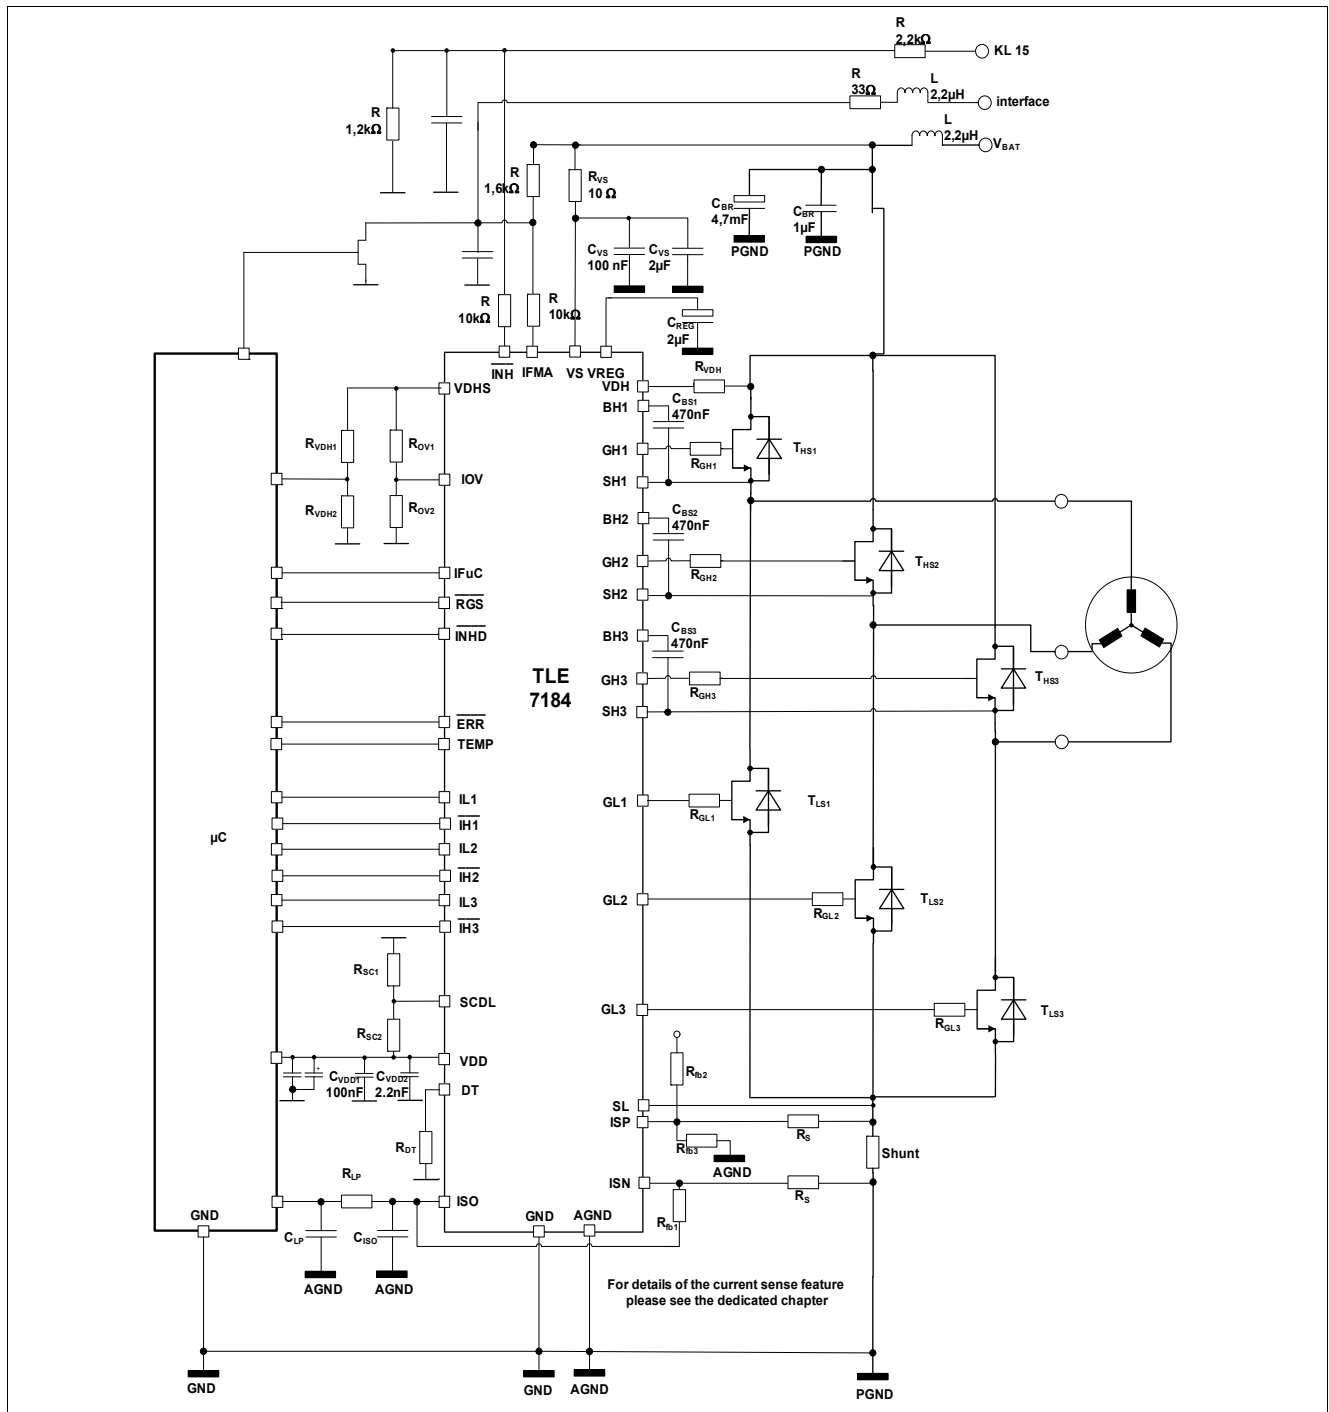 R
2,2kΩ
KL 15
R
33Ω
L
2,2µH
interface
R
1,2kΩ
L
2,2µH
VBAT
R
1,6kΩ
RVS
10 Ω
CBR
4,7mF
CBR
1µF
PGND
PGND
CVS
100 nF
CVS
2µF
R
10kΩ
R
10kΩ
CREG
2µF
INH
IFMA
VS
VREG
RVDH
VDHS
VDH
BH1
CBS1
470nF
RVDH1
ROV1
GH1
RGH1
THS1
IOV
SH1
RVDH2
ROV2
BH2
CBS2
470nF
GH2
RGH2
THS2
IFuC
RGS
SH2
INHD
BH3
CBS3
470nF
TLE
7184
GH3
RGH3
THS3
SH3
ERR
TEMP
IL1
GL1
RGL1
TLS1
µC
IH1
IL2
IH2
IL3
GL2
RGL2
TLS2
IH3
RSC1
SCDL
RSC2
GL3
RGL3
TLS3
VDD
+
CVDD1
100nF
CVDD2
2.2nF
Rfb2
DT
SL
ISP
RS
RDT
Rfb3
AGND
Shunt
RLP
ISN
RS
ISO
GND
GND
AGND
Rfb1
CLP
CISO
AGND
AGND
For details of the current sense feature
please see the dedicated chapter
GND
GND
AGND
PGND